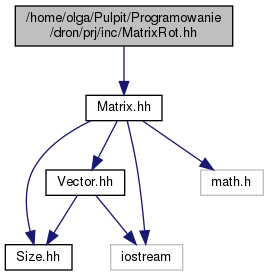 /home/olga/Pulpit/Programowanie
/dron/prj/inc/MatrixRot.hh
Matrix.hh
Vector.hh
math.h
Size.hh
iostream